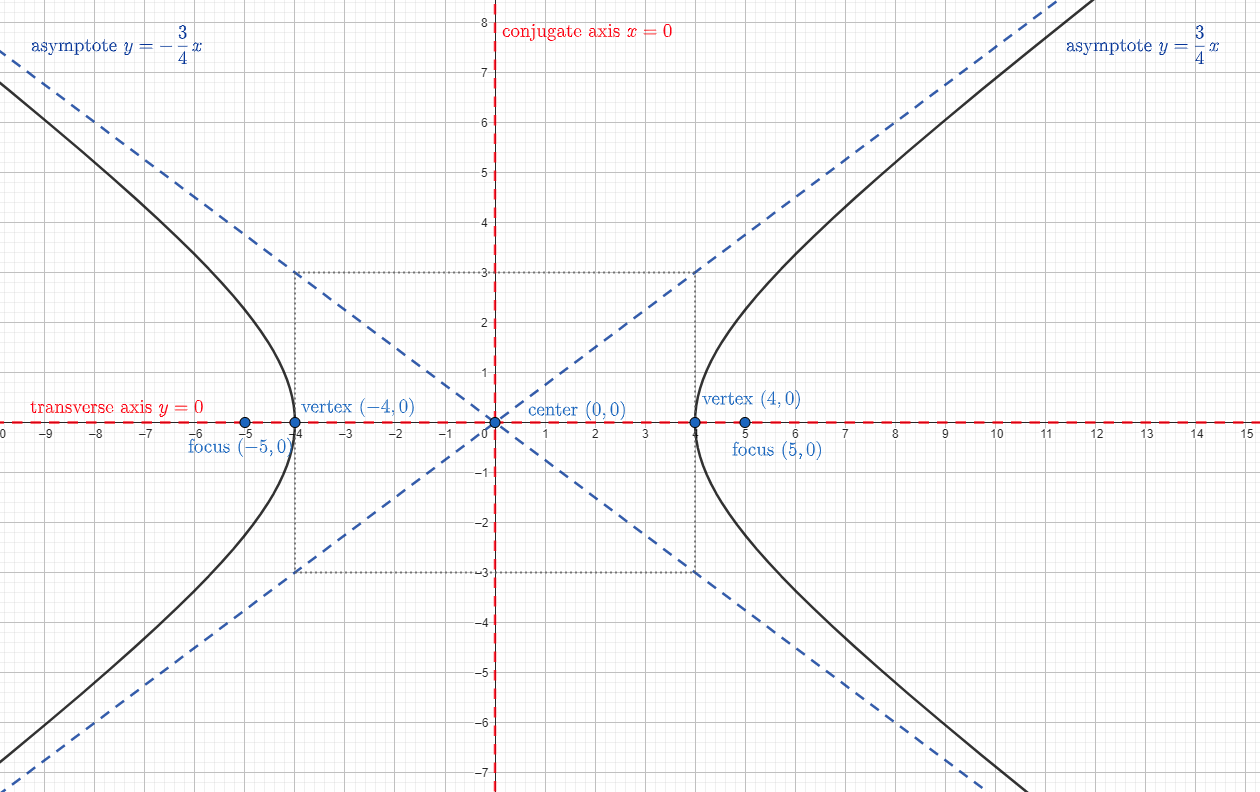 8
conjugate axis x = 0
asymptote y = −3/4 x
asymptote y = 3/4 x
7
6
5
4
3
2
1
vertex (4, 0)
transverse axis y = 0
vertex (−4, 0)
center (0, 0)
0 −9 −8 −7 −6 −5 −4 −3 −2 −1 0 1 2 3 4 5 6 7 8 9 10 11 12 13 14 15
focus (−5, 0)
focus (5, 0)
−1
−2
−3
−4
−5
−6
−7